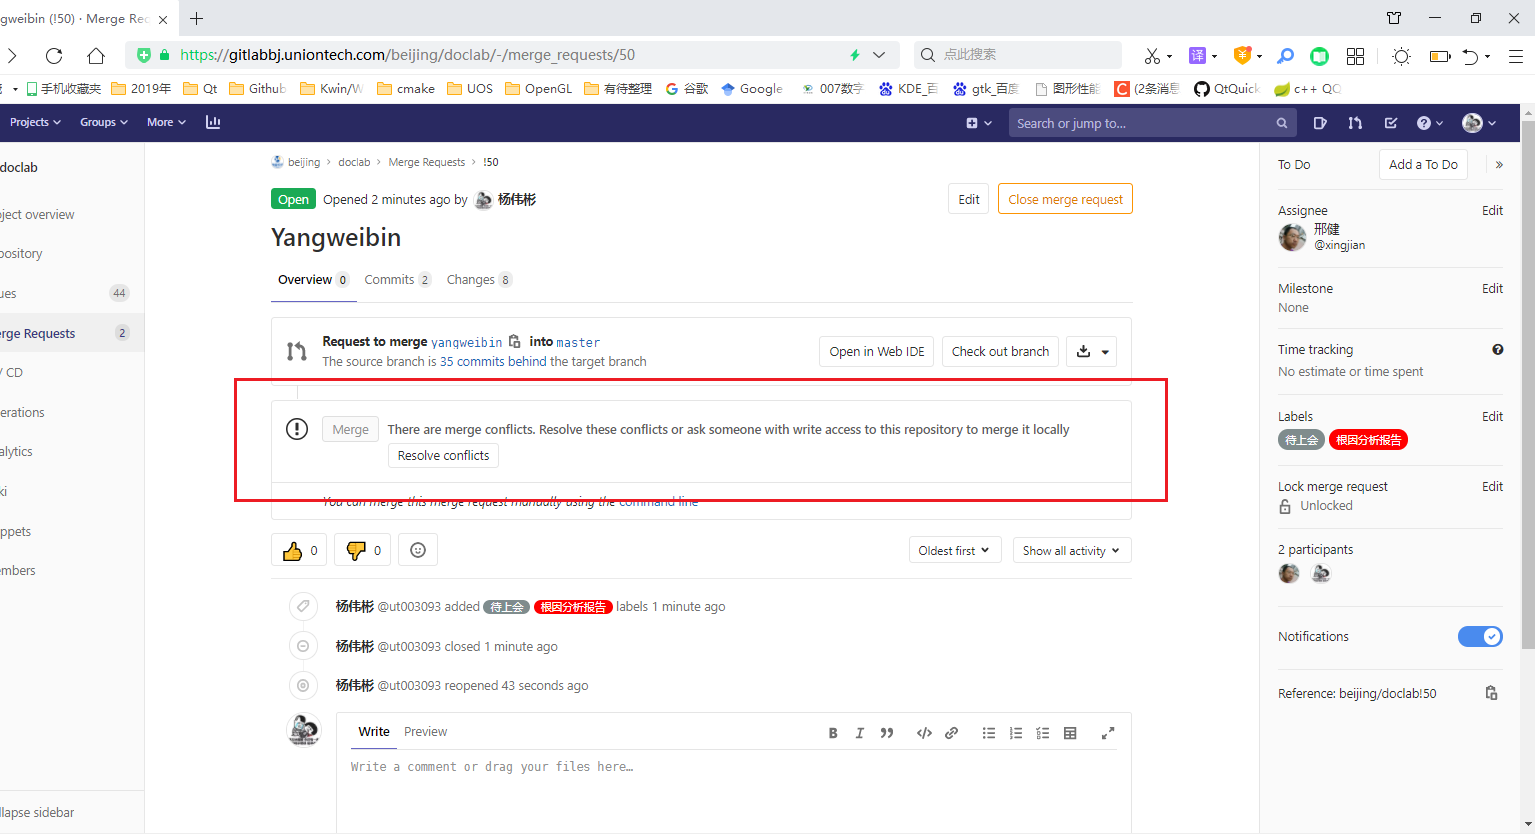 gweibin (!50) · Merge Rec
https://gitlabbj.uniontech.com/beijing/doclab/-/merge_requests/50
点此搜索
译
手机收藏夹 2019年 Qt Github Kwin/W cmake UOS OpenGL 有待整理 谷歌 Google 007数字 KDE_百 gtk_百度 图形性能 (2条消息 QtQuick c++ QQ
Projects Groups More Search or jump to...
doclab
ject overview
pository
ues 44
erge Requests 2
/ CD
erations
alytics
ki
ippets
embers
llapse sidebar
beijing › doclab › Merge Requests › !50
Open Opened 2 minutes ago by 杨伟彬
Edit Close merge request
Yangweibin
Overview 0 Commits 2 Changes 8
Request to merge yangweibin into master
The source branch is 35 commits behind the target branch
Open in Web IDE Check out branch
Merge There are merge conflicts. Resolve these conflicts or ask someone with write access to this repository to merge it locally
Resolve conflicts
You can merge this merge request manually using the command line
0 0
Oldest first Show all activity
杨伟彬 @ut003093 added 待上会 根因分析报告 labels 1 minute ago
杨伟彬 @ut003093 closed 1 minute ago
杨伟彬 @ut003093 reopened 43 seconds ago
Write Preview
Write a comment or drag your files here…
To Do Add a To Do »
Assignee Edit
邢健
@xingjian
Milestone Edit
None
Time tracking
No estimate or time spent
Labels Edit
待上会 根因分析报告
Lock merge request Edit
Unlocked
2 participants
Notifications
Reference: beijing/doclab!50